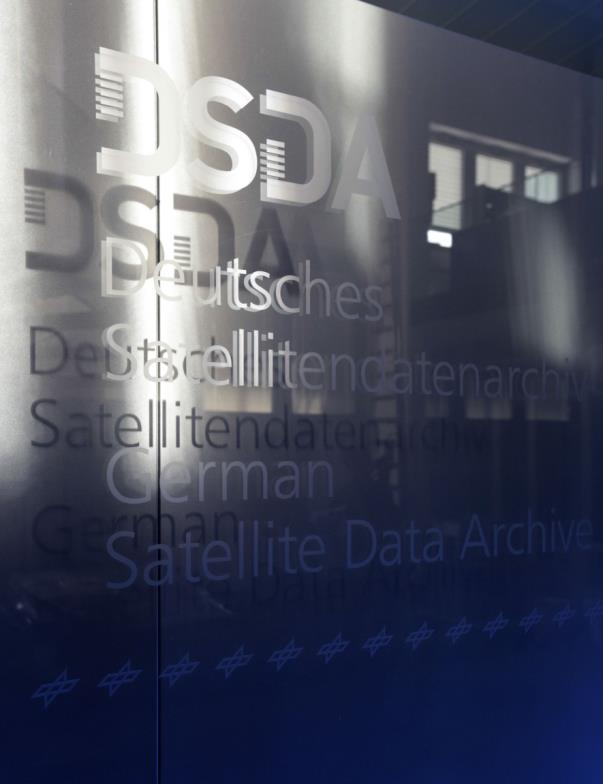 DSDA
Deutsches
Satellitendatenarchiv
German
Satellite Data Archive